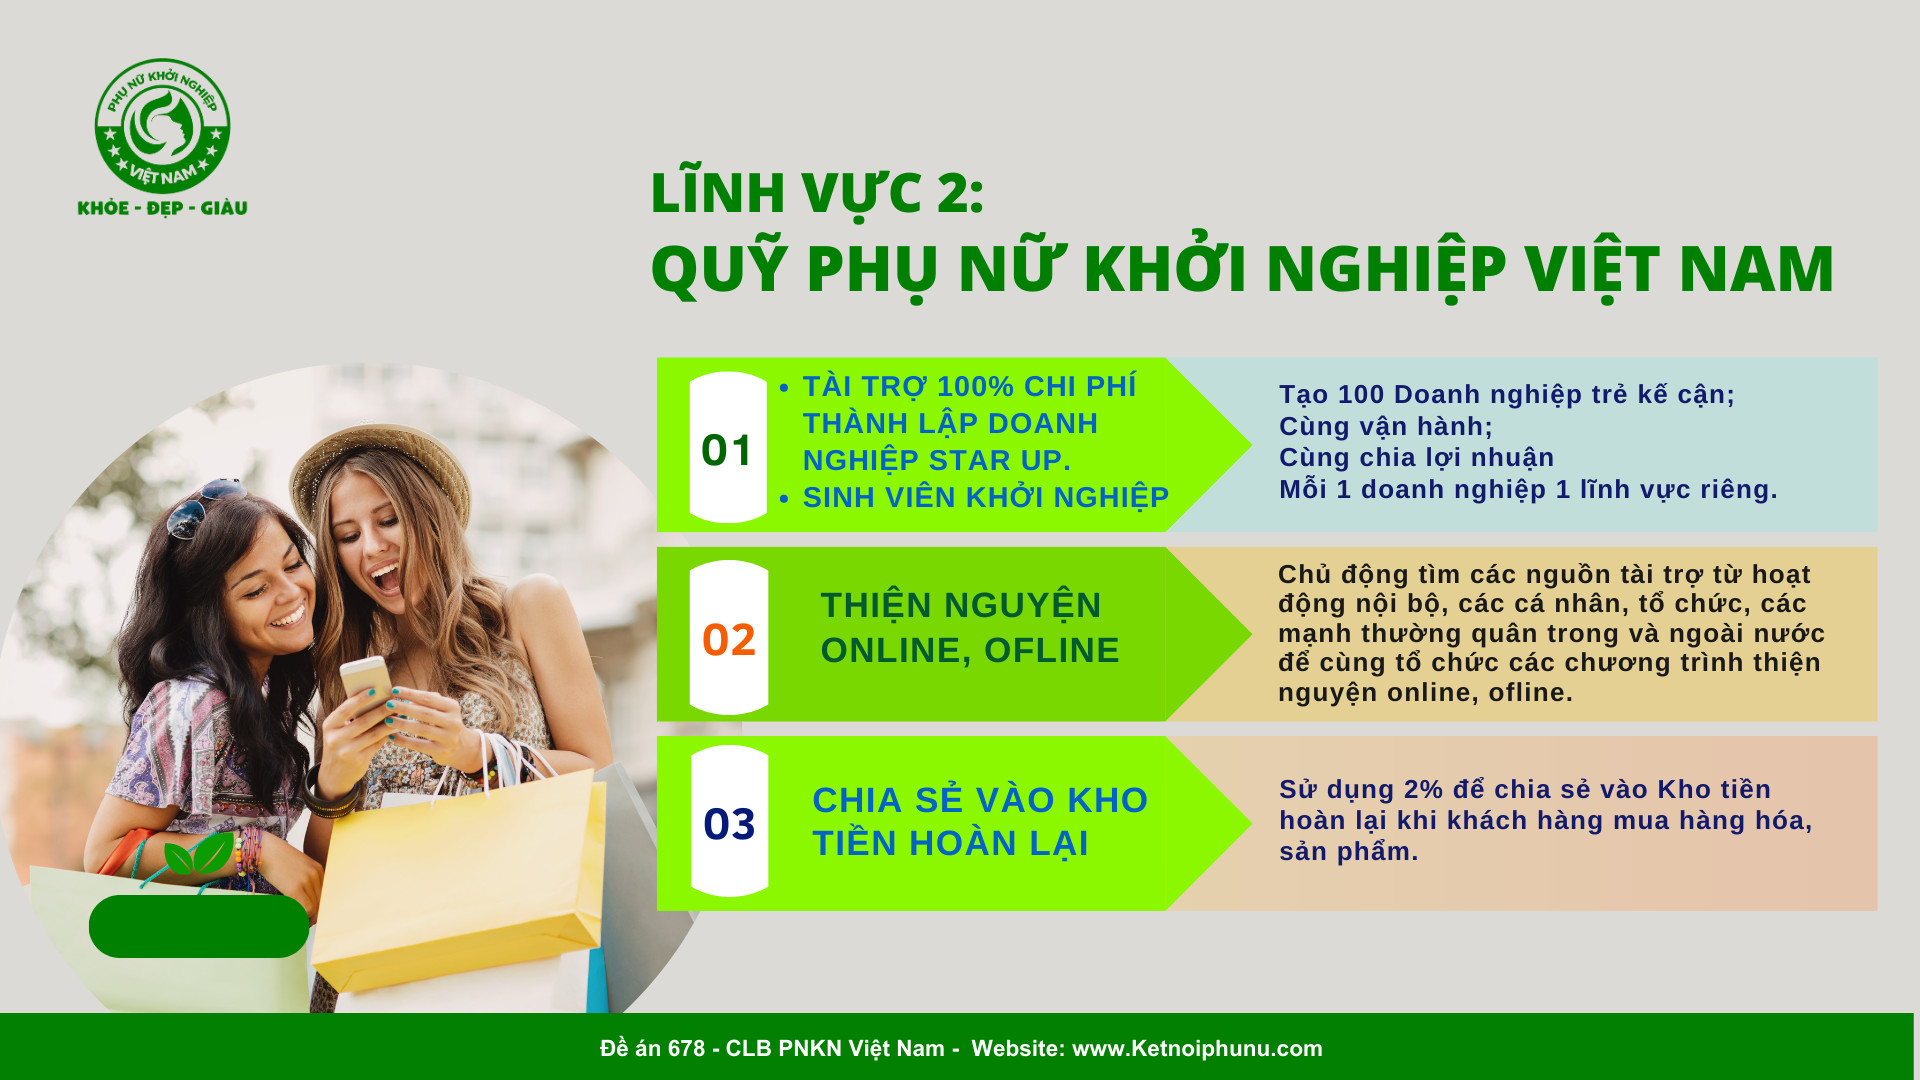 PHỤ NỮ KHỞI NGHIỆP
VIỆT NAM
KHỎE - ĐẸP - GIÀU
LĨNH VỰC 2:
QUỸ PHỤ NỮ KHỞI NGHIỆP VIỆT NAM
01
• TÀI TRỢ 100% CHI PHÍ
THÀNH LẬP DOANH
NGHIỆP STAR UP.
• SINH VIÊN KHỞI NGHIỆP
Tạo 100 Doanh nghiệp trẻ kế cận;
Cùng vận hành;
Cùng chia lợi nhuận
Mỗi 1 doanh nghiệp 1 lĩnh vực riêng.
02
THIỆN NGUYỆN
ONLINE, OFLINE
Chủ động tìm các nguồn tài trợ từ hoạt
động nội bộ, các cá nhân, tổ chức, các
mạnh thường quân trong và ngoài nước
để cùng tổ chức các chương trình thiện
nguyện online, ofline.
03
CHIA SẺ VÀO KHO
TIỀN HOÀN LẠI
Sử dụng 2% để chia sẻ vào Kho tiền
hoàn lại khi khách hàng mua hàng hóa,
sản phẩm.
Đề án 678 - CLB PNKN Việt Nam - Website: www.Ketnoiphunu.com